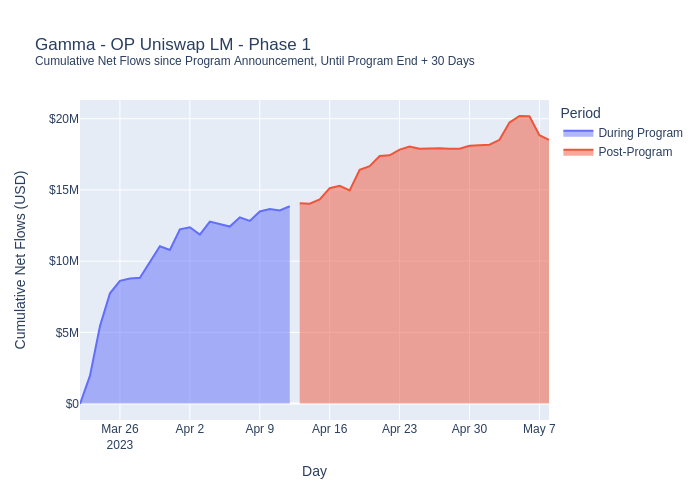 Gamma - OP Uniswap LM - Phase 1
Cumulative Net Flows since Program Announcement, Until Program End + 30 Days
Period
During Program
Post-Program
Cumulative Net Flows (USD)
$20M
$15M
$10M
$5M
$0
Mar 26
2023
Apr 2
Apr 9
Apr 16
Apr 23
Apr 30
May 7
Day